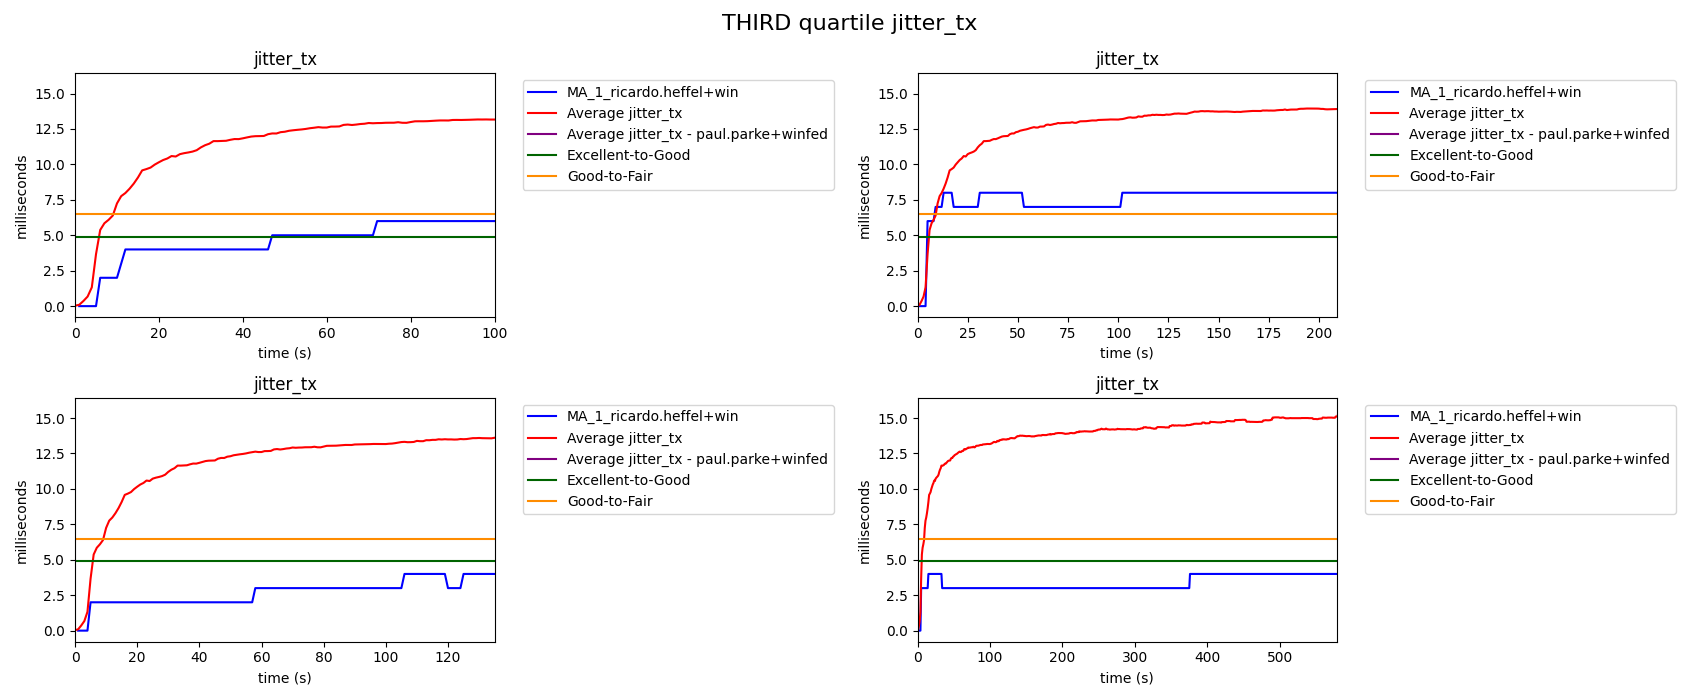 THIRD quartile jitter_tx
jitter_tx
milliseconds
15.0
12.5
10.0
7.5
5.0
2.5
0.0
0 20 40 60 80 100
time (s)
MA_1_ricardo.heffel+win
Average jitter_tx
Average jitter_tx - paul.parke+winfed
Excellent-to-Good
Good-to-Fair
jitter_tx
milliseconds
15.0
12.5
10.0
7.5
5.0
2.5
0.0
0 25 50 75 100 125 150 175 200
time (s)
MA_1_ricardo.heffel+win
Average jitter_tx
Average jitter_tx - paul.parke+winfed
Excellent-to-Good
Good-to-Fair
jitter_tx
milliseconds
15.0
12.5
10.0
7.5
5.0
2.5
0.0
0 20 40 60 80 100 120
time (s)
MA_1_ricardo.heffel+win
Average jitter_tx
Average jitter_tx - paul.parke+winfed
Excellent-to-Good
Good-to-Fair
jitter_tx
milliseconds
15.0
12.5
10.0
7.5
5.0
2.5
0.0
0 100 200 300 400 500
time (s)
MA_1_ricardo.heffel+win
Average jitter_tx
Average jitter_tx - paul.parke+winfed
Excellent-to-Good
Good-to-Fair